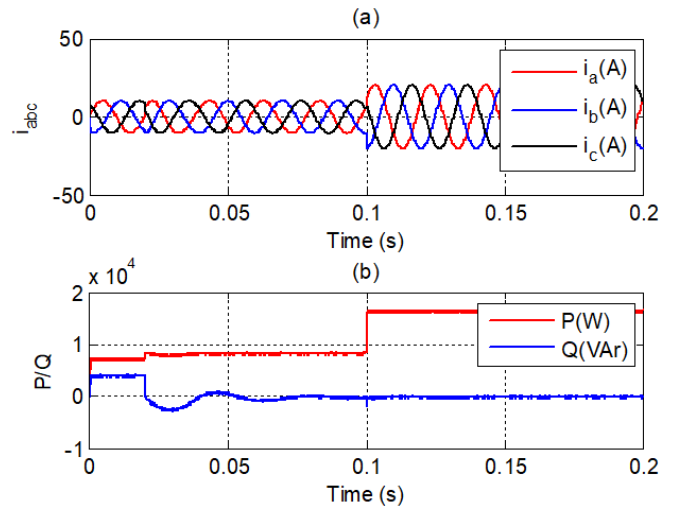 (a)
50
0
-50
i_abc
i_a(A)
i_b(A)
i_c(A)
0 0.05 0.1 0.15 0.2
Time (s)
x 10^4
(b)
2
1
0
-1
P/Q
P(W)
Q(VAr)
0 0.05 0.1 0.15 0.2
Time (s)